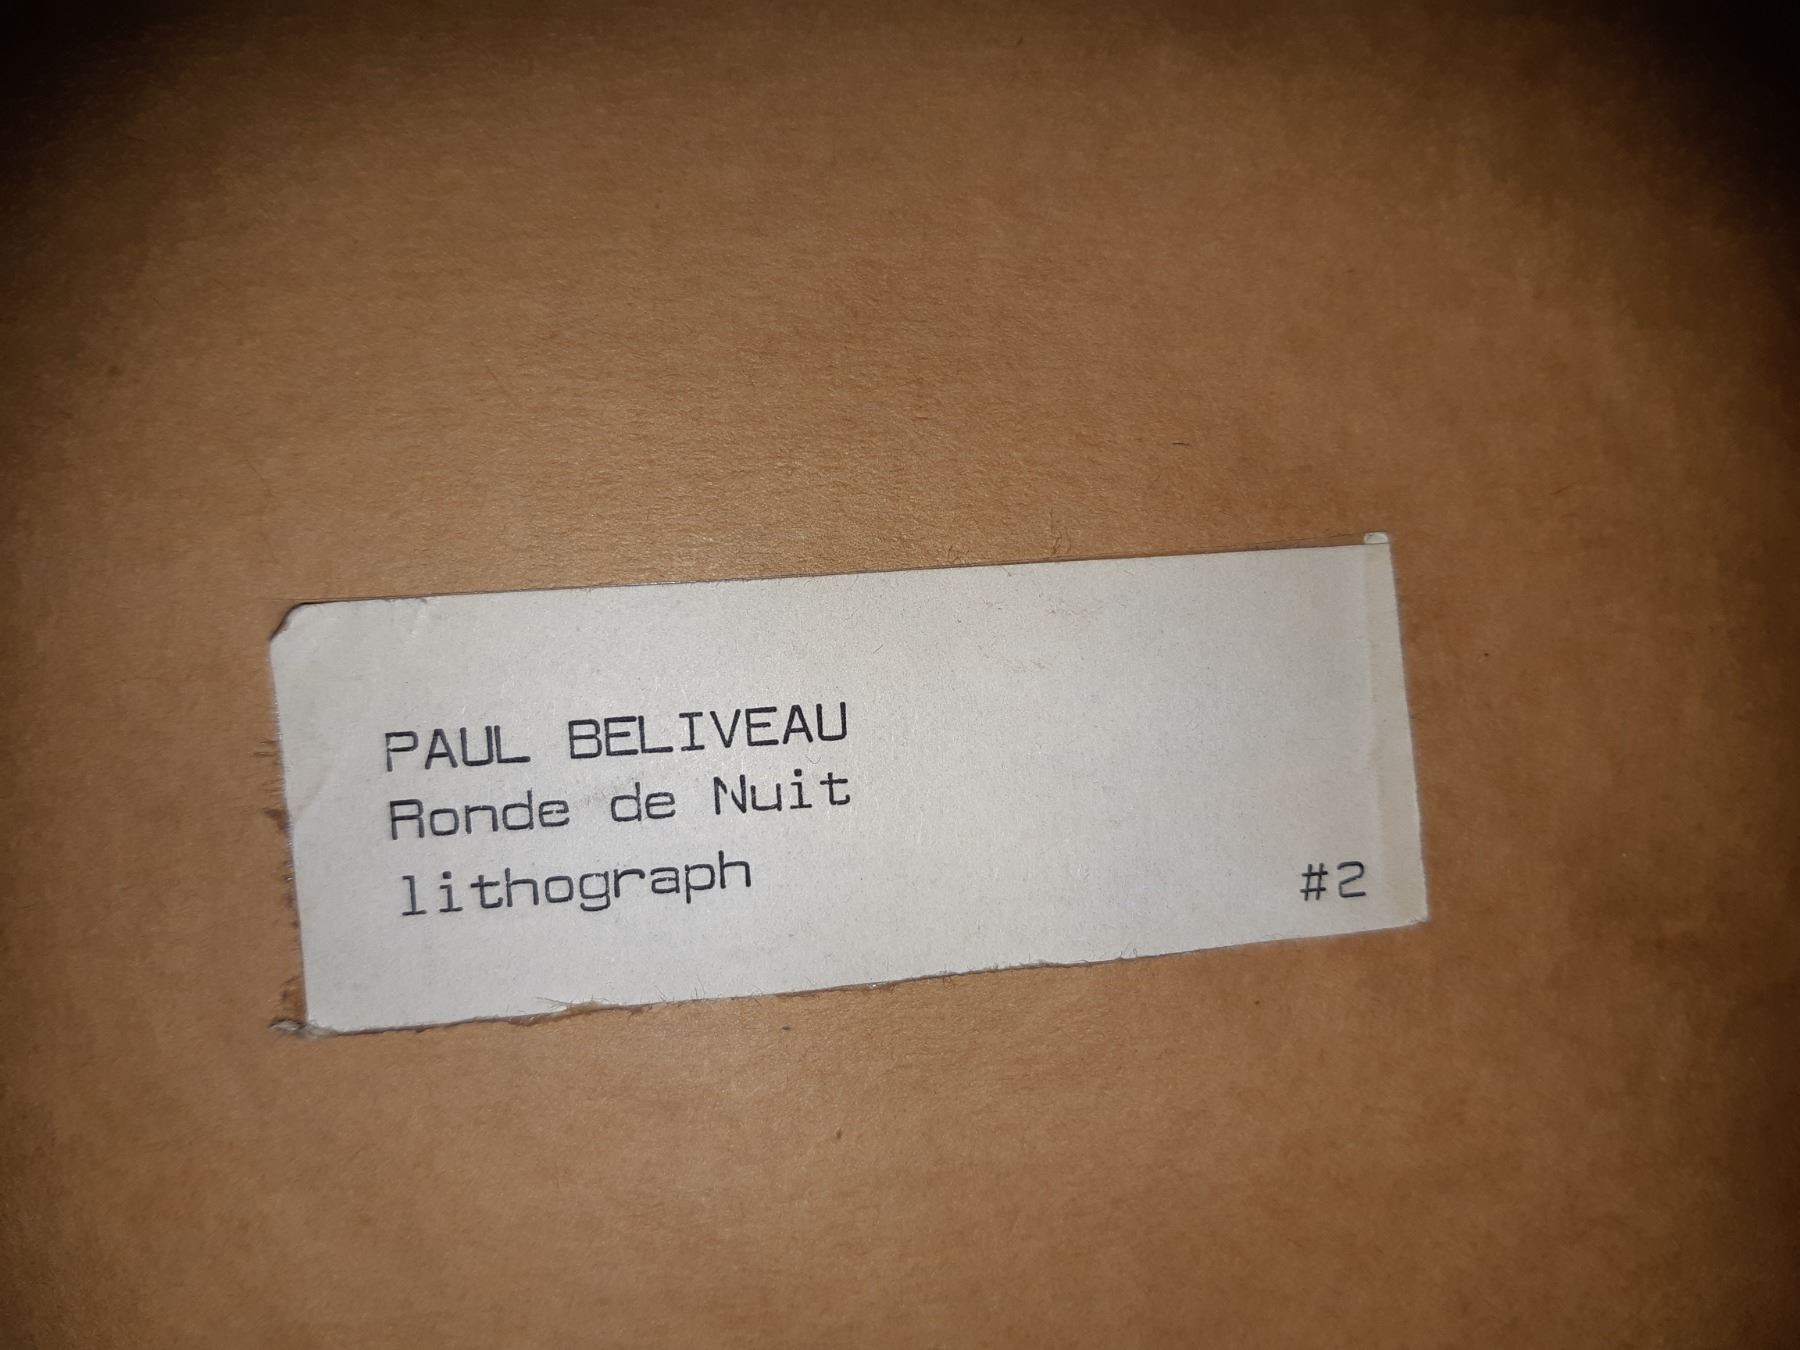 PAUL BELIVEAU
Ronde de Nuit
lithograph
#2